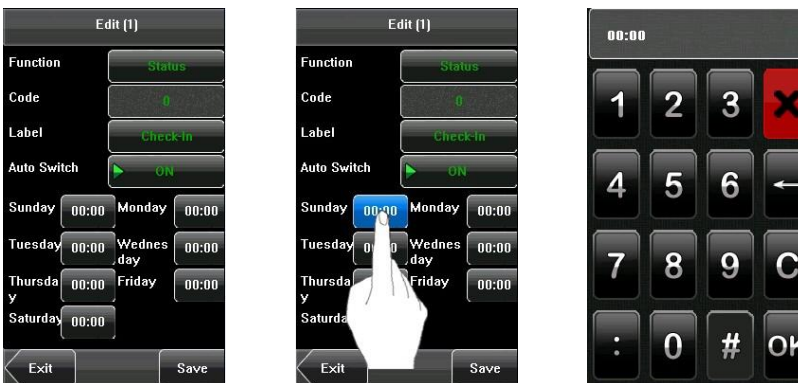 Edit (1)
Function Status
Code 0
Label Check-In
Auto Switch ON
Sunday 00:00 Monday 00:00
Tuesday 00:00 Wednes
day 00:00
Thursda
y 00:00 Friday 00:00
Saturday 00:00
Exit Save
Edit (1)
Function Status
Code 0
Label Check-In
Auto Switch ON
Sunday 00:00 Monday 00:00
Tuesday Wednes
day 00:00
Thursda
y Friday 00:00
Exit Save
00:00
1 2 3
4 5 6
7 8 9 C
: 0 # OK